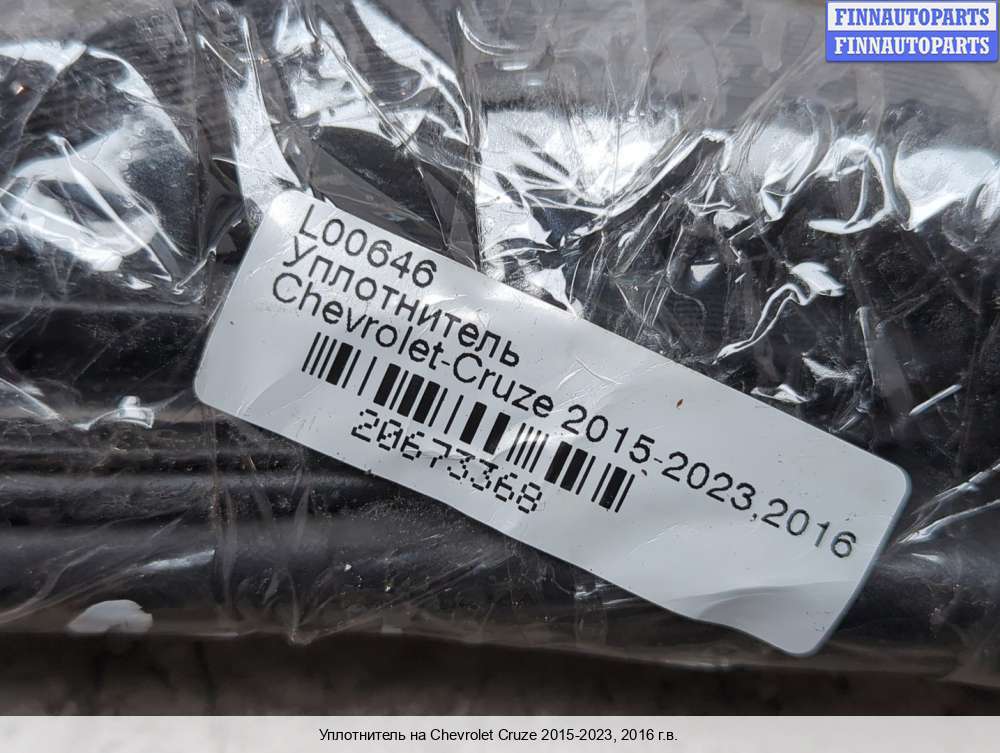 FINNAUTOPARTS
FINNAUTOPARTS
L00646
Уплотнитель
Chevrolet-Cruze 2015-2023,2016
20673368
Уплотнитель на Chevrolet Cruze 2015-2023, 2016 г.в.